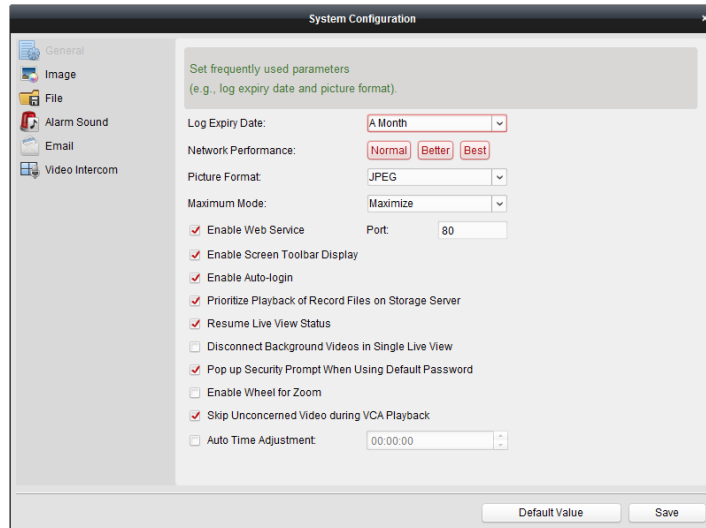 System Configuration
General
Image
File
Alarm Sound
Email
Video Intercom
Set frequently used parameters
(e.g., log expiry date and picture format).
Log Expiry Date: A Month
Network Performance: Normal Better Best
Picture Format: JPEG
Maximum Mode: Maximize
Enable Web Service Port: 80
Enable Screen Toolbar Display
Enable Auto-login
Prioritize Playback of Record Files on Storage Server
Resume Live View Status
Disconnect Background Videos in Single Live View
Pop up Security Prompt When Using Default Password
Enable Wheel for Zoom
Skip Unconcerned Video during VCA Playback
Auto Time Adjustment: 00:00:00
Default Value Save